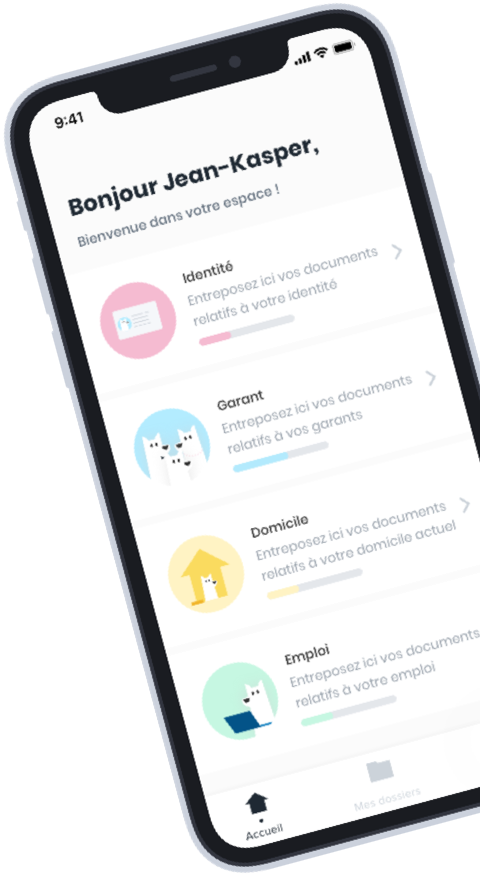 9:41
Bonjour Jean-Kasper,
Bienvenue dans votre espace !
Identité
Entreposez ici vos documents
relatifs à votre identité
Garant
Entreposez ici vos documents
relatifs à vos garants
Domicile
Entreposez ici vos documents
relatifs à votre domicile actuel
Emploi
Entreposez ici vos documents
relatifs à votre emploi
Accueil
Mes dossiers